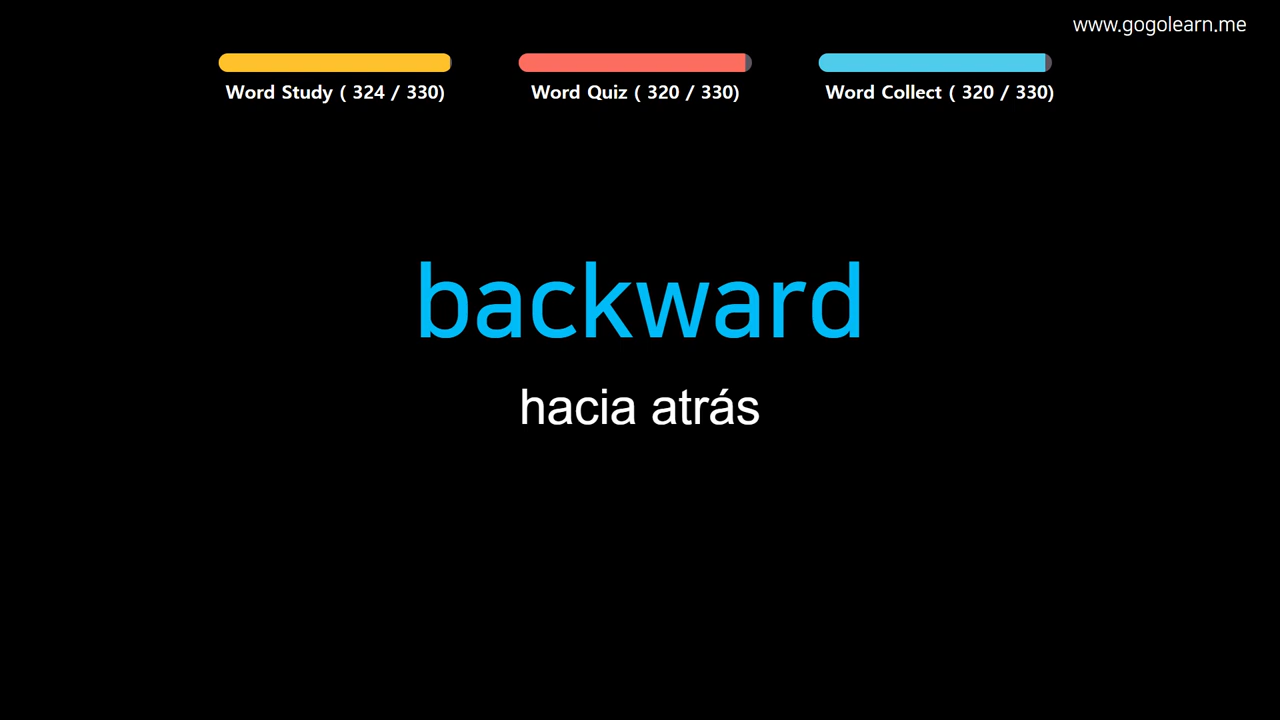 www.gogolearn.me
Word Study ( 324 / 330)
Word Quiz ( 320 / 330)
Word Collect ( 320 / 330)
backward
hacia atrás